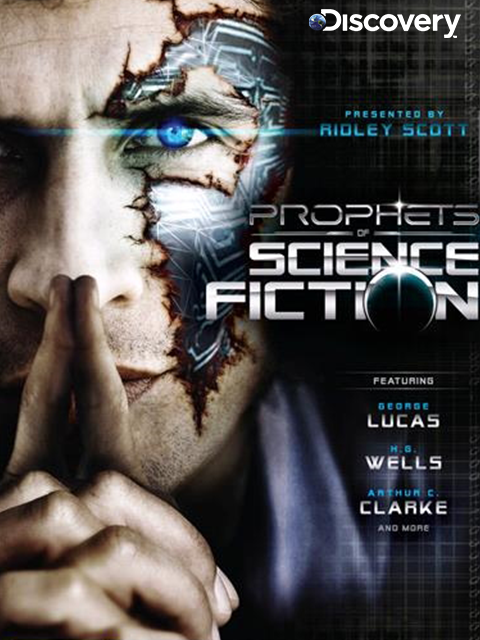 Discovery
PRESENTED BY
RIDLEY SCOTT
PROPHETS
OF
SCIENCE
FICTION
FEATURING
GEORGE
LUCAS
H.G.
WELLS
ARTHUR C.
CLARKE
AND MORE